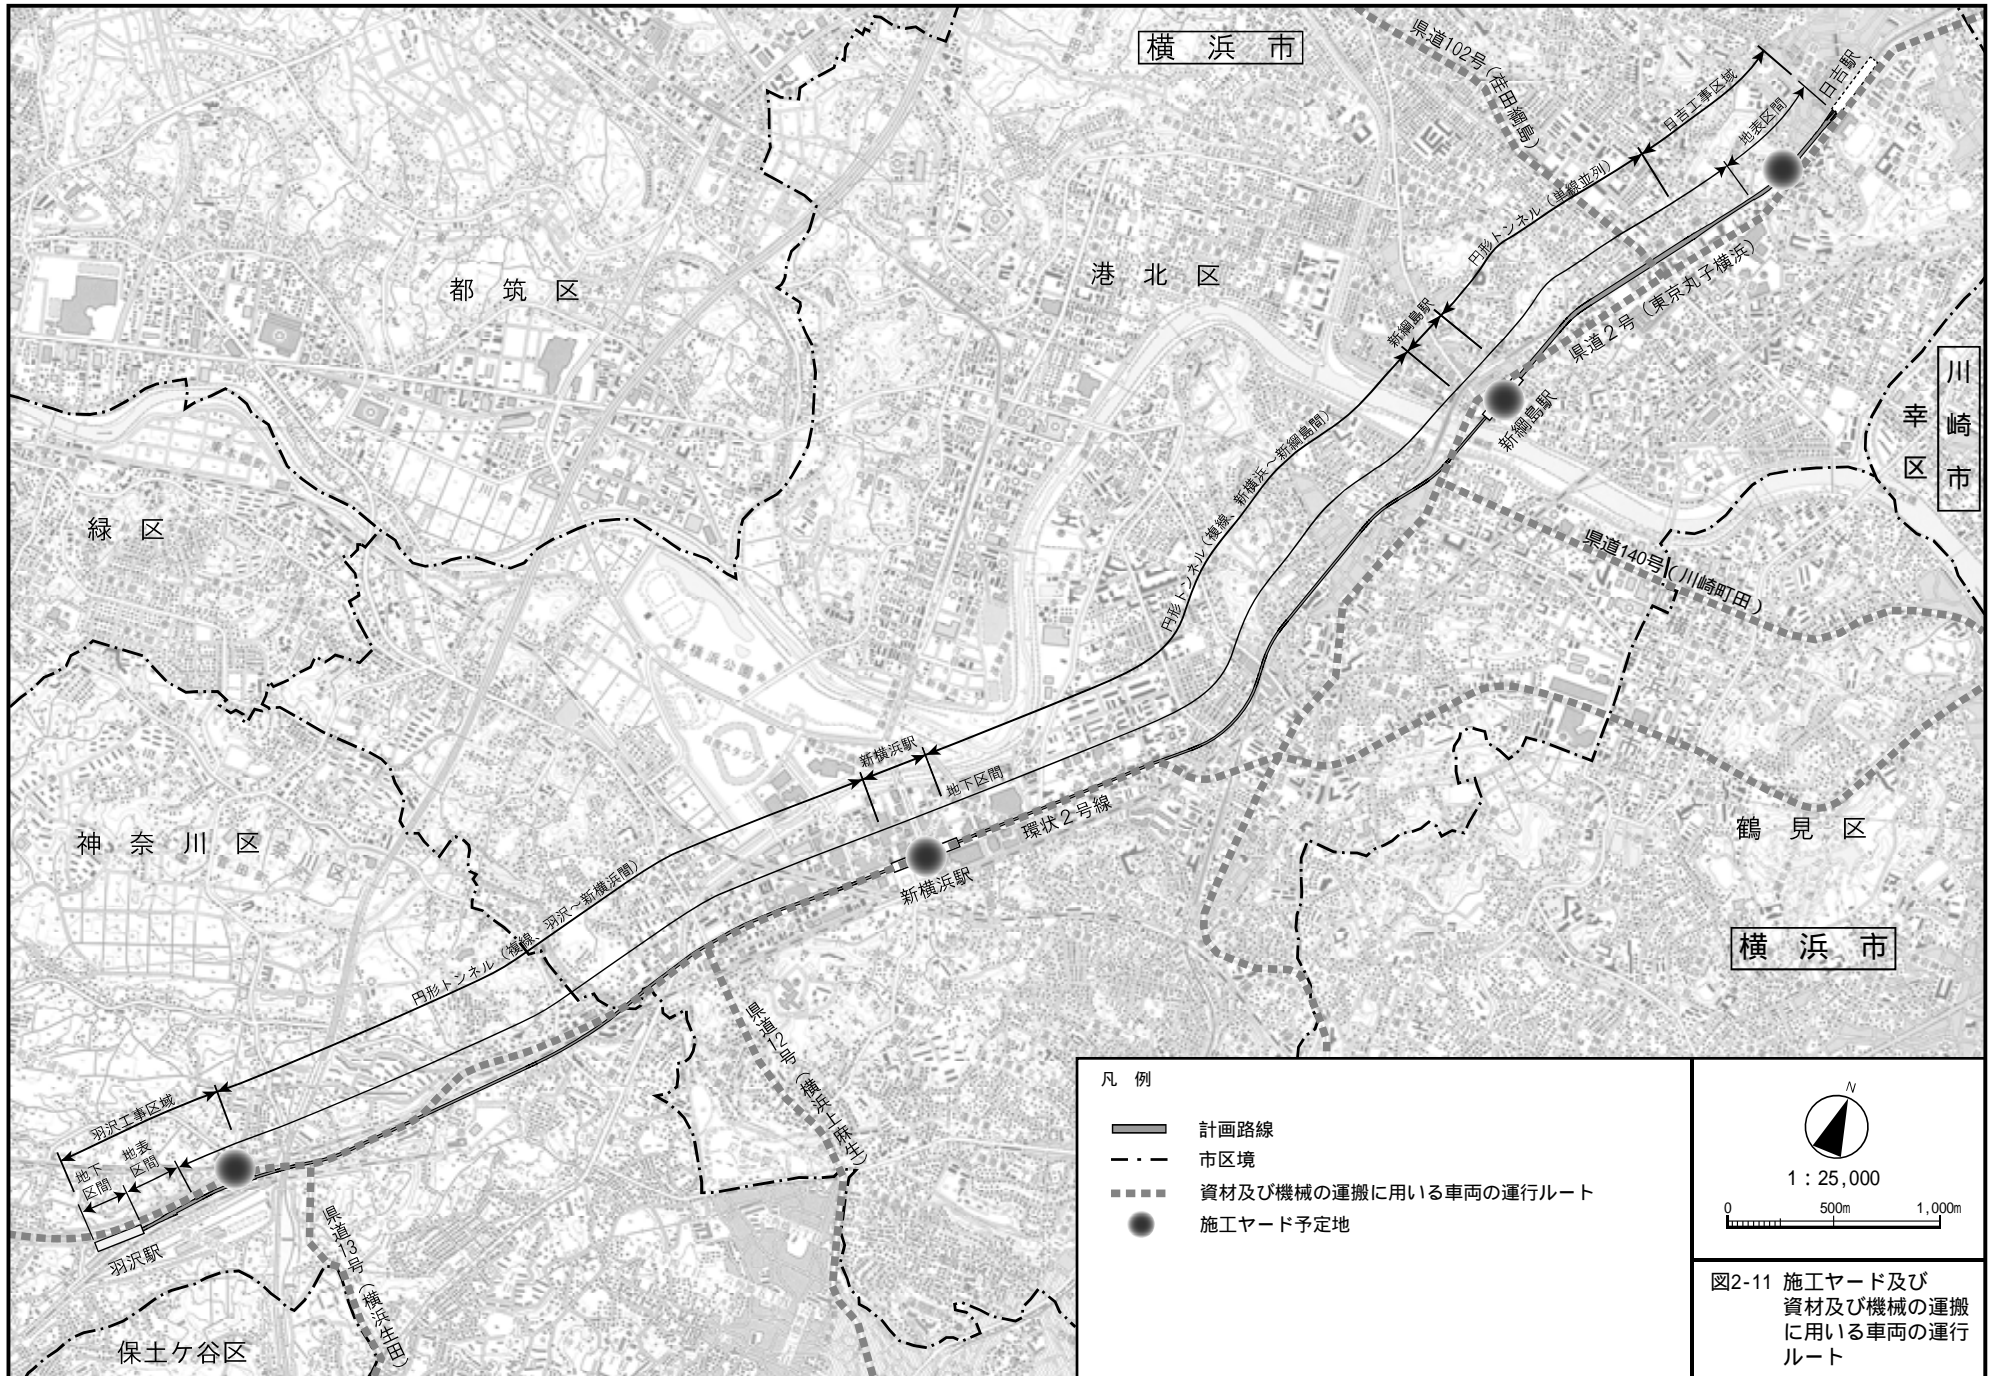 横浜市
県道102号（荏田綱島）
日吉工事区域
地表区間
日吉駅
円形トンネル（単線並列）
都筑区
港北区
新綱島駅
県道2号（東京丸子横浜）
川崎市
幸区
新綱島駅
円形トンネル（複線、新横浜～新綱島間）
緑区
県道140号（川崎町田）
新横浜公園
新横浜駅
地下区間
環状2号線
神奈川区
鶴見区
新横浜駅
円形トンネル（複線、羽沢～新横浜間）
横浜市
県道12号（横浜上麻生）
羽沢工事区域
地表
区間
地下
区間
羽沢駅
県道13号（横浜生田）
保土ケ谷区
凡例
計画路線
市区境
資材及び機械の運搬に用いる車両の運行ルート
施工ヤード予定地
N
1：25,000
0 500m 1,000m
図2-11 施工ヤード及び
資材及び機械の運搬
に用いる車両の運行
ルート